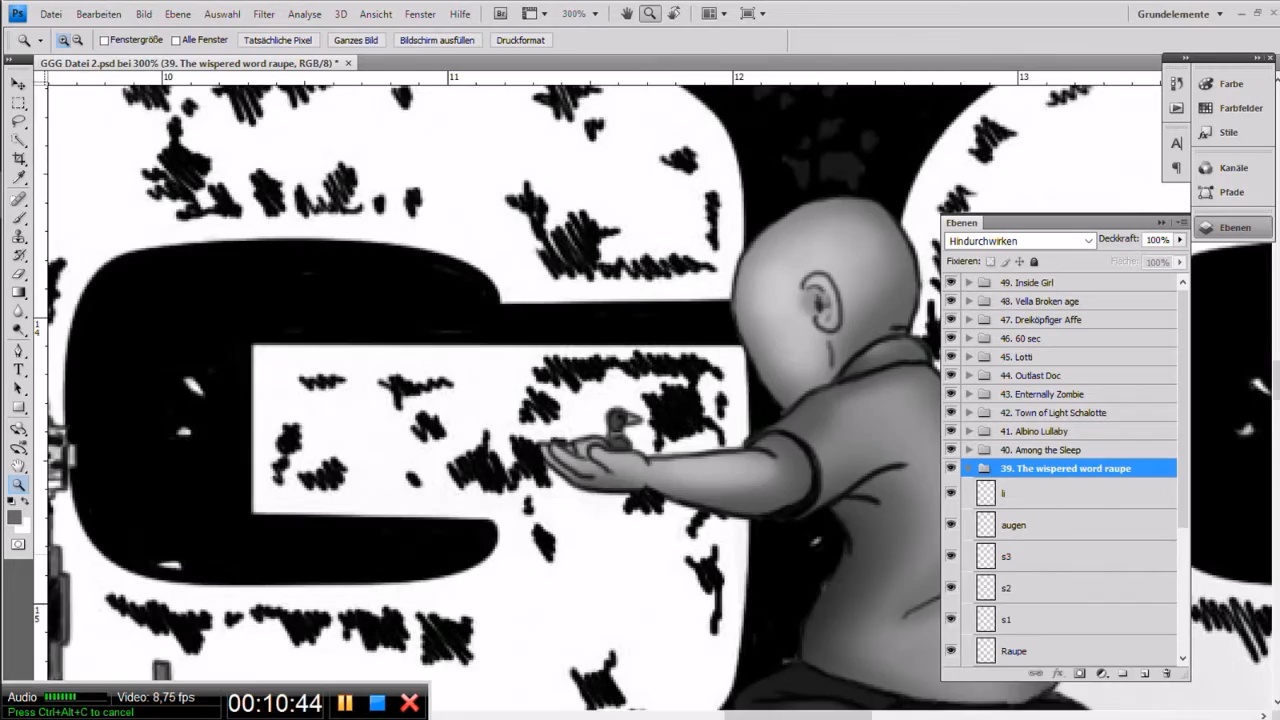 Ps Datei Bearbeiten Bild Ebene Auswahl Filter Analyse 3D Ansicht Fenster Hilfe Br 300% Grundelemente
Fenstergröße Alle Fenster Tatsächliche Pixel Ganzes Bild Bildschirm ausfüllen Druckformat
GGG Datei 2.psd bei 300% (39. The wispered word raupe, RGB/8) *
10 11 12 13
Farbe
Farbfelder
Stile
Kanäle
Pfade
Ebenen
Ebenen
Hindurchwirken Deckkraft: 100%
Fixieren: Fläche: 100%
49. Inside Girl
48. Vella Broken age
47. Dreiköpfiger Affe
46. 60 sec
45. Lotti
44. Outlast Doc
43. Enternally Zombie
42. Town of Light Schalotte
41. Albino Lullaby
40. Among the Sleep
39. The wispered word raupe
li
augen
s3
s2
s1
Raupe
14
15
Audio Video: 8,75 fps 00:10:44
Press Ctrl+Alt+C to cancel